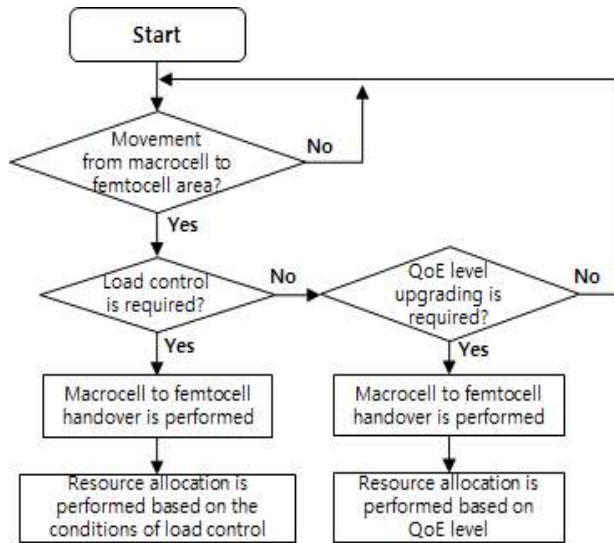 Start
Movement
from macrocell to
femtocell area?
No
Yes
Load control
is required?
No
QoE level
upgrading is
required?
No
Yes
Yes
Macrocell to femtocell
handover is performed
Macrocell to femtocell
handover is performed
Resource allocation is
performed based on the
conditions of load control
Resource allocation is
performed based on
QoE level